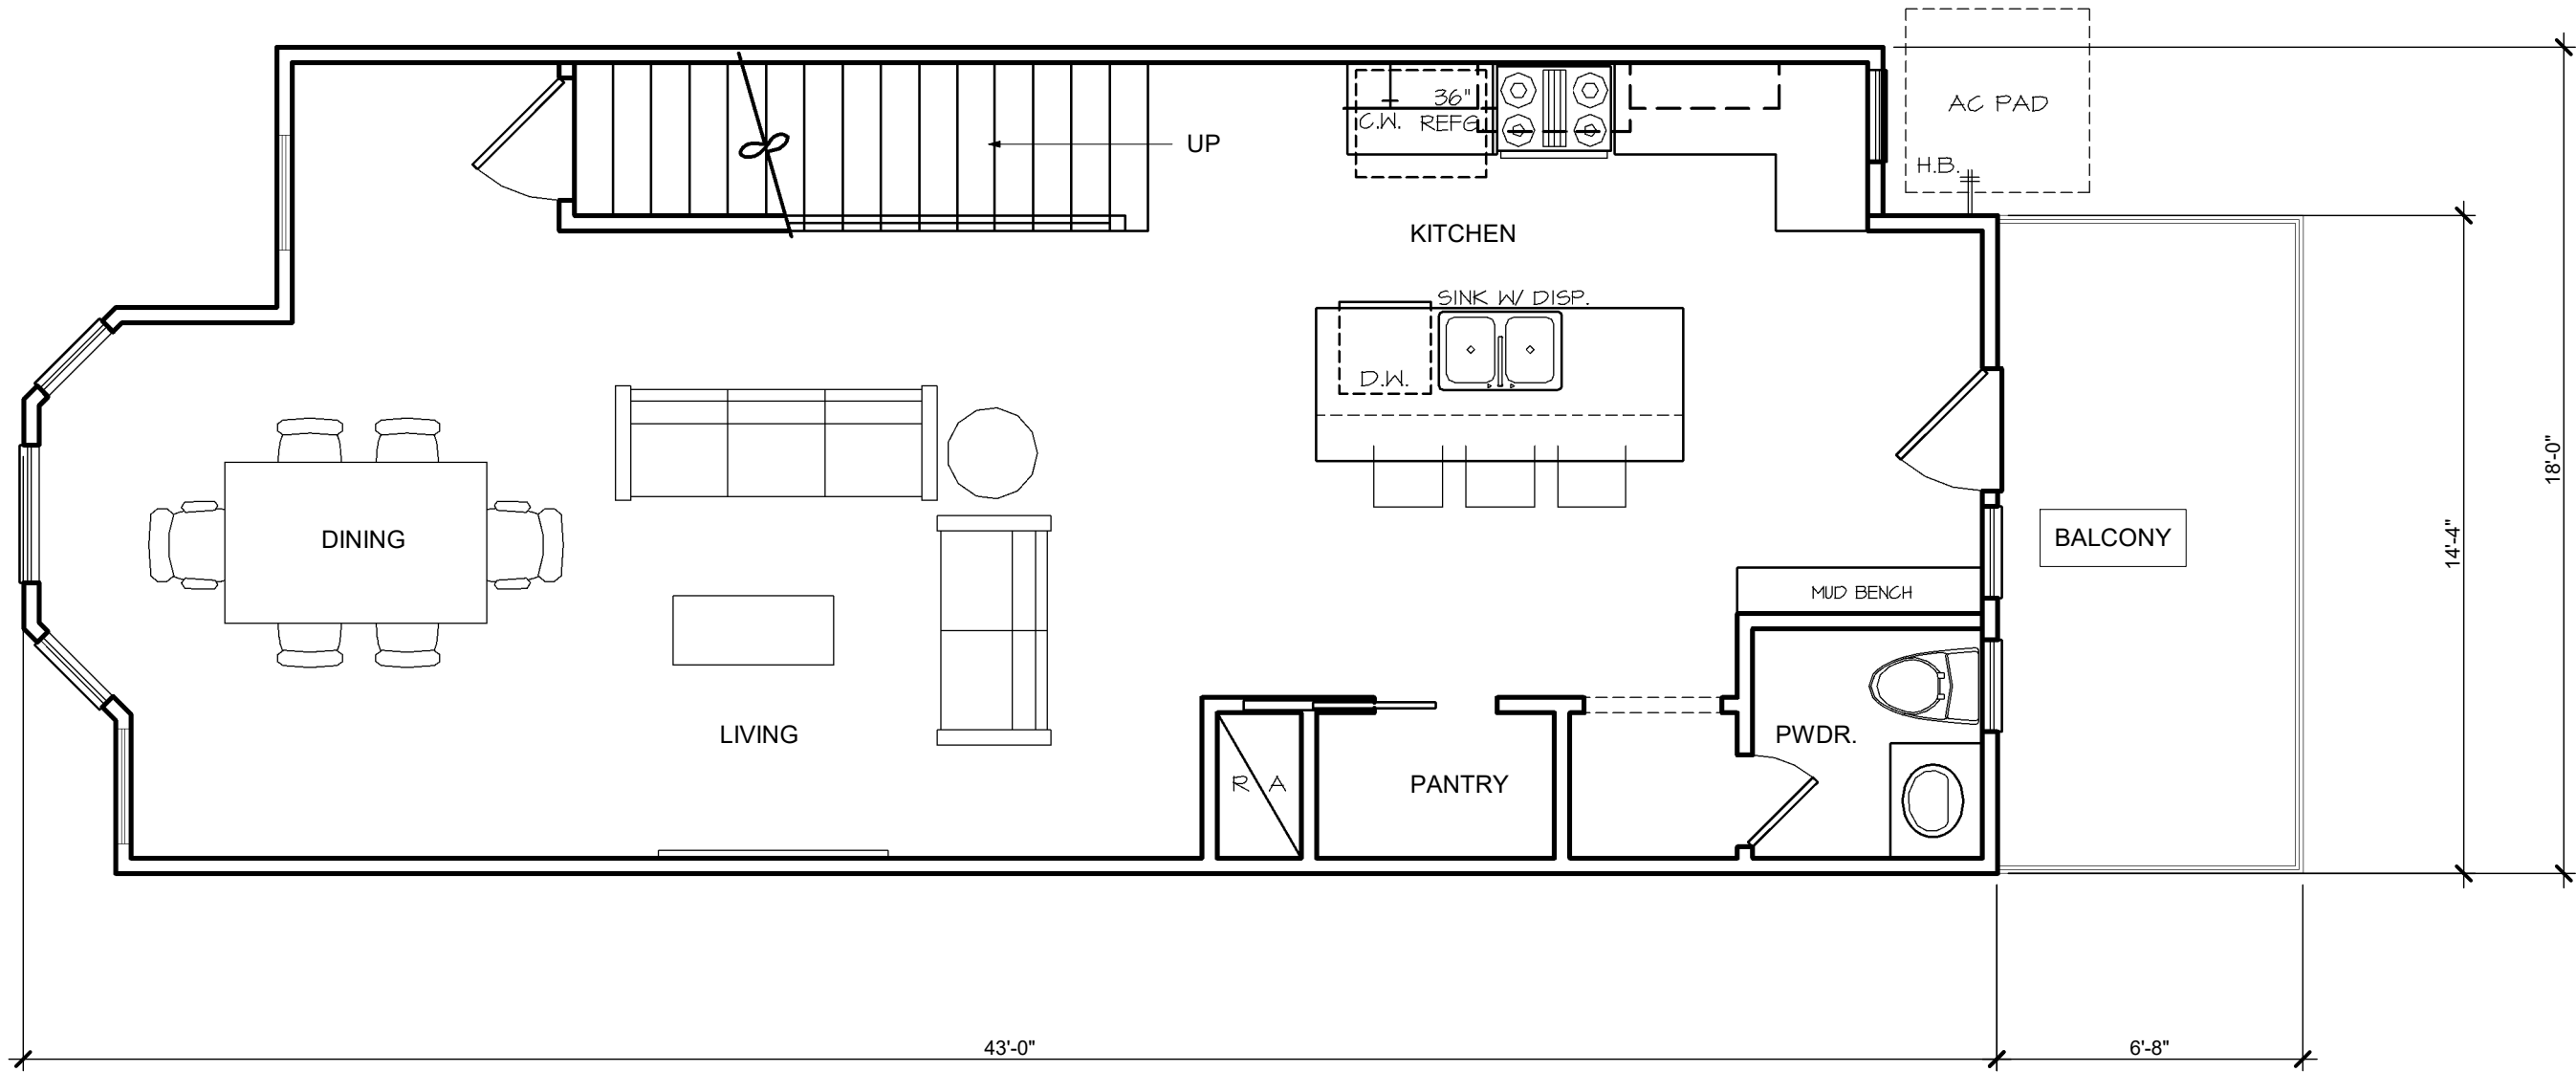 AC PAD
36"
C.W. REFG.
UP
H.B.
KITCHEN
SINK W/ DISP.
D.W.
18'-0"
DINING
BALCONY
14'-4"
MUD BENCH
LIVING
PWDR.
R A
PANTRY
43'-0"
6'-8"